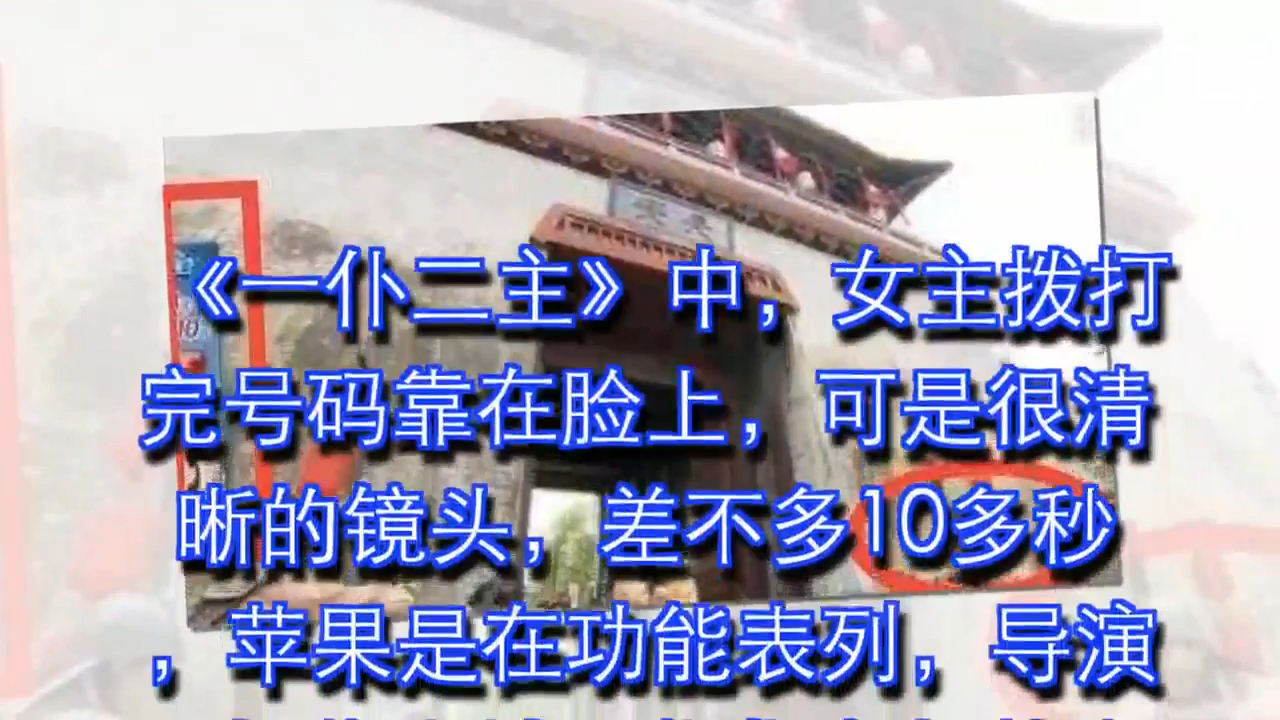 《一仆二主》中，女主拨打
完号码靠在脸上，可是很清
晰的镜头，差不多10多秒
，苹果是在功能表列，导演